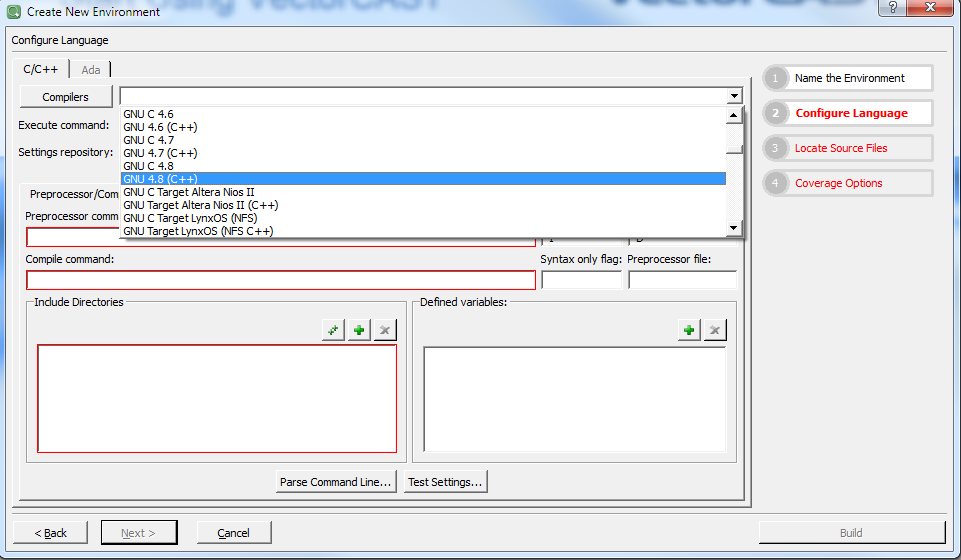 Using VectorCAST
Create New Environment
?
Configure Language
C/C++
Ada
Compilers
Execute command:
Settings repository:
GNU C 4.6
GNU 4.6 (C++)
GNU C 4.7
GNU 4.7 (C++)
GNU C 4.8
GNU 4.8 (C++)
GNU C Target Altera Nios II
GNU Target Altera Nios II (C++)
GNU C Target LynxOS (NFS)
GNU Target LynxOS (NFS C++)
Preprocessor/Com
Preprocessor comm
Compile command:
Syntax only flag:
Preprocessor file:
Include Directories
Defined variables:
Parse Command Line...
Test Settings...
1 Name the Environment
2 Configure Language
3 Locate Source Files
4 Coverage Options
< Back
Next >
Cancel
Build